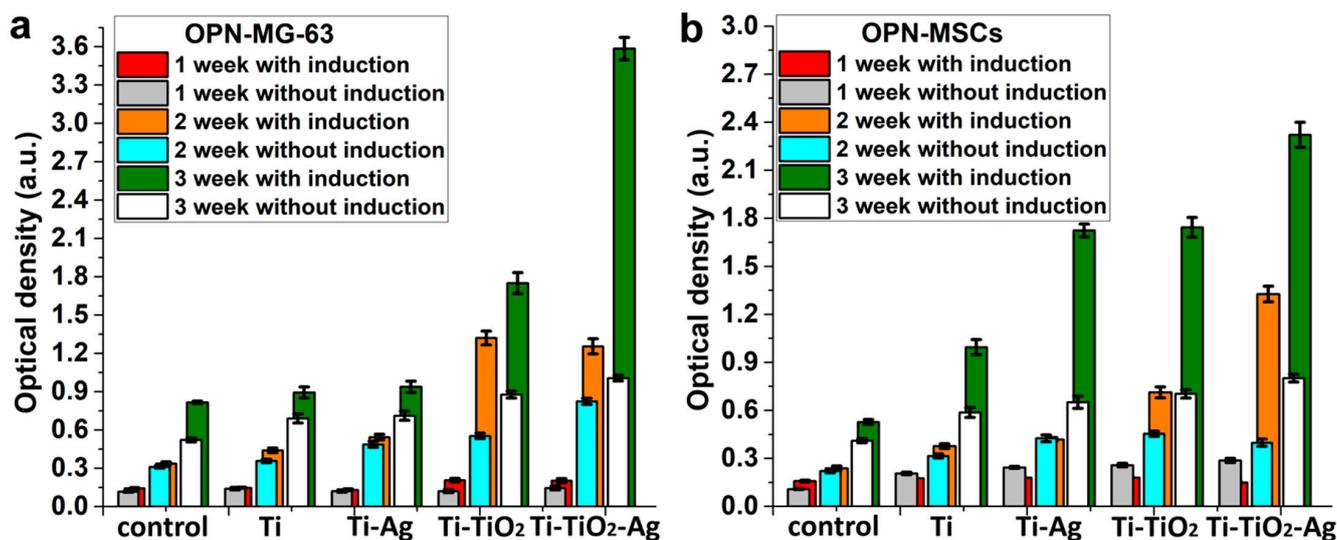 a
OPN-MG-63
1 week with induction
1 week without induction
2 week with induction
2 week without induction
3 week with induction
3 week without induction
Optical density (a.u.)
3.6
3.3
3.0
2.7
2.4
2.1
1.8
1.5
1.2
0.9
0.6
0.3
0.0
control Ti Ti-Ag Ti-TiO₂ Ti-TiO₂-Ag
b
OPN-MSCs
1 week with induction
1 week without induction
2 week with induction
2 week without induction
3 week with induction
3 week without induction
Optical density (a.u.)
3.0
2.7
2.4
2.1
1.8
1.5
1.2
0.9
0.6
0.3
0.0
control Ti Ti-Ag Ti-TiO₂ Ti-TiO₂-Ag